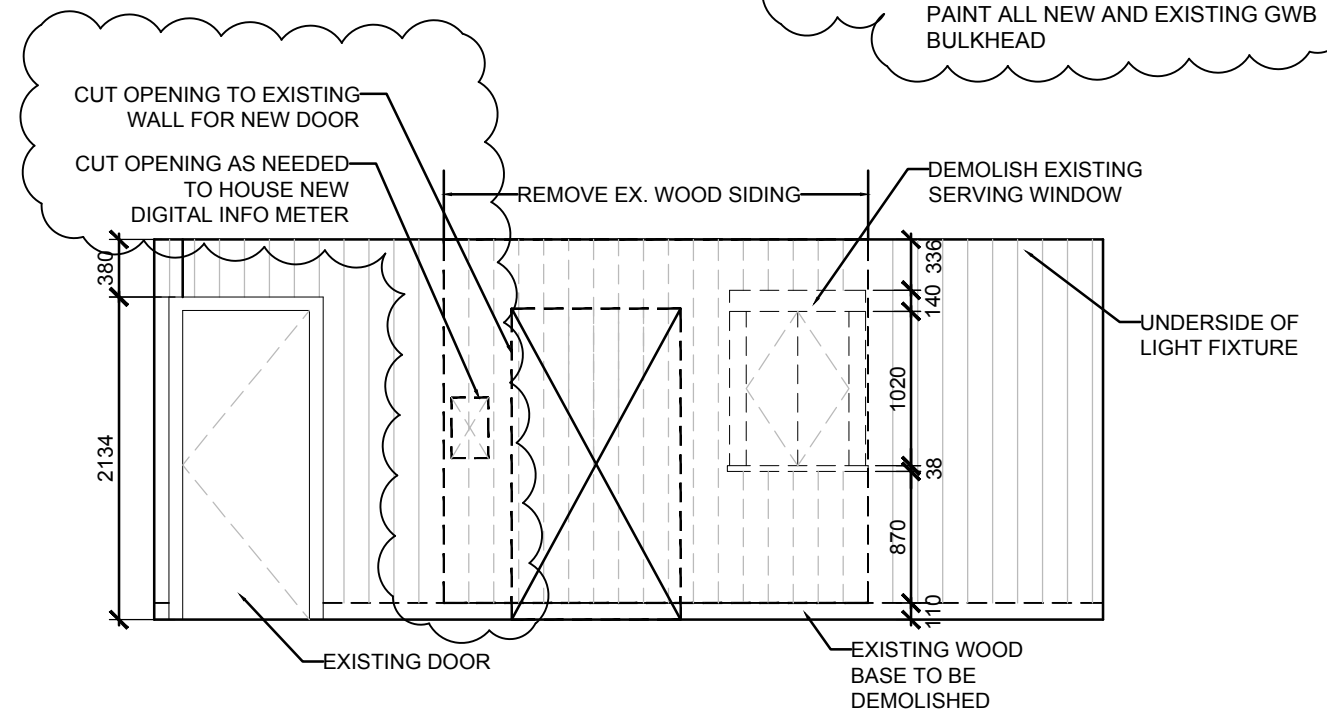 PAINT ALL NEW AND EXISTING GWB
BULKHEAD
CUT OPENING TO EXISTING
WALL FOR NEW DOOR
CUT OPENING AS NEEDED
TO HOUSE NEW
DIGITAL INFO METER
REMOVE EX. WOOD SIDING
DEMOLISH EXISTING
SERVING WINDOW
380
336
140
UNDERSIDE OF
LIGHT FIXTURE
1020
2134
38
870
110
EXISTING DOOR
EXISTING WOOD
BASE TO BE
DEMOLISHED